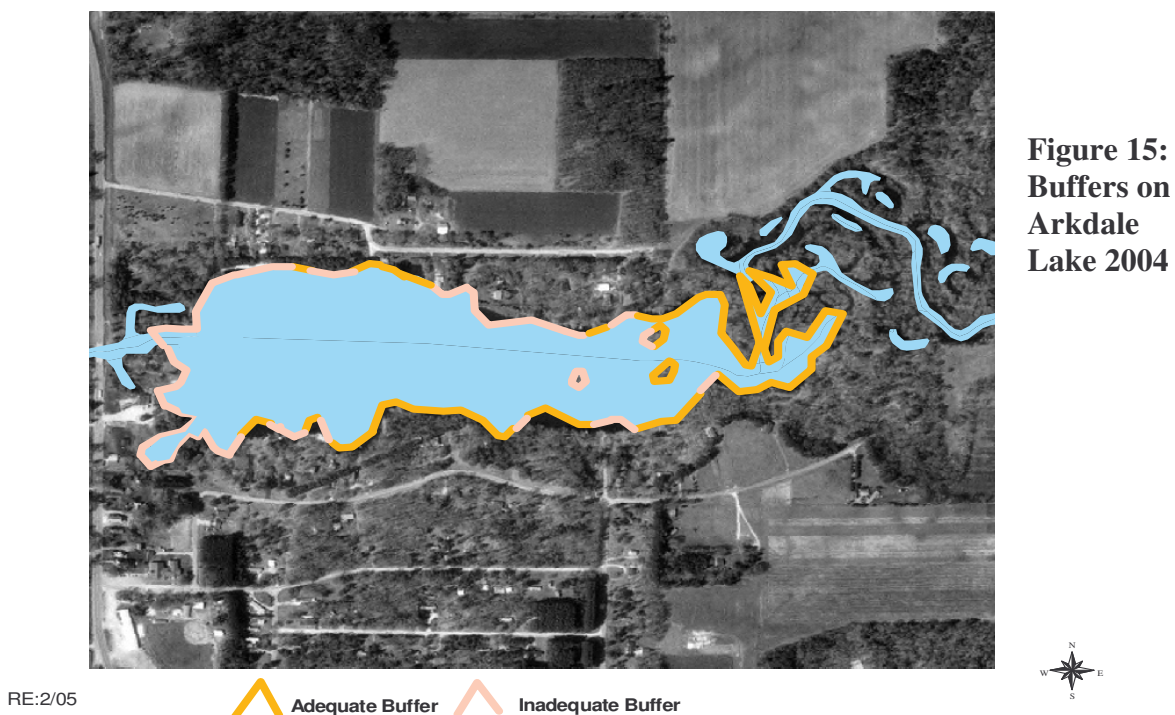 Figure 15:
Buffers on
Arkdale
Lake 2004
N
W E
S
RE:2/05
Adequate Buffer
Inadequate Buffer